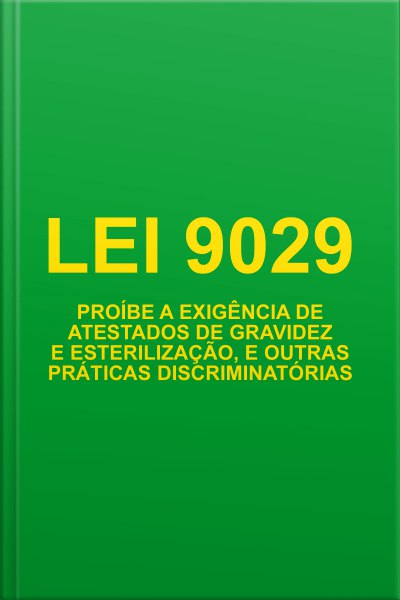 LEI 9029
PROÍBE A EXIGÊNCIA DE
ATESTADOS DE GRAVIDEZ
E ESTERILIZAÇÃO, E OUTRAS
PRÁTICAS DISCRIMINATÓRIAS